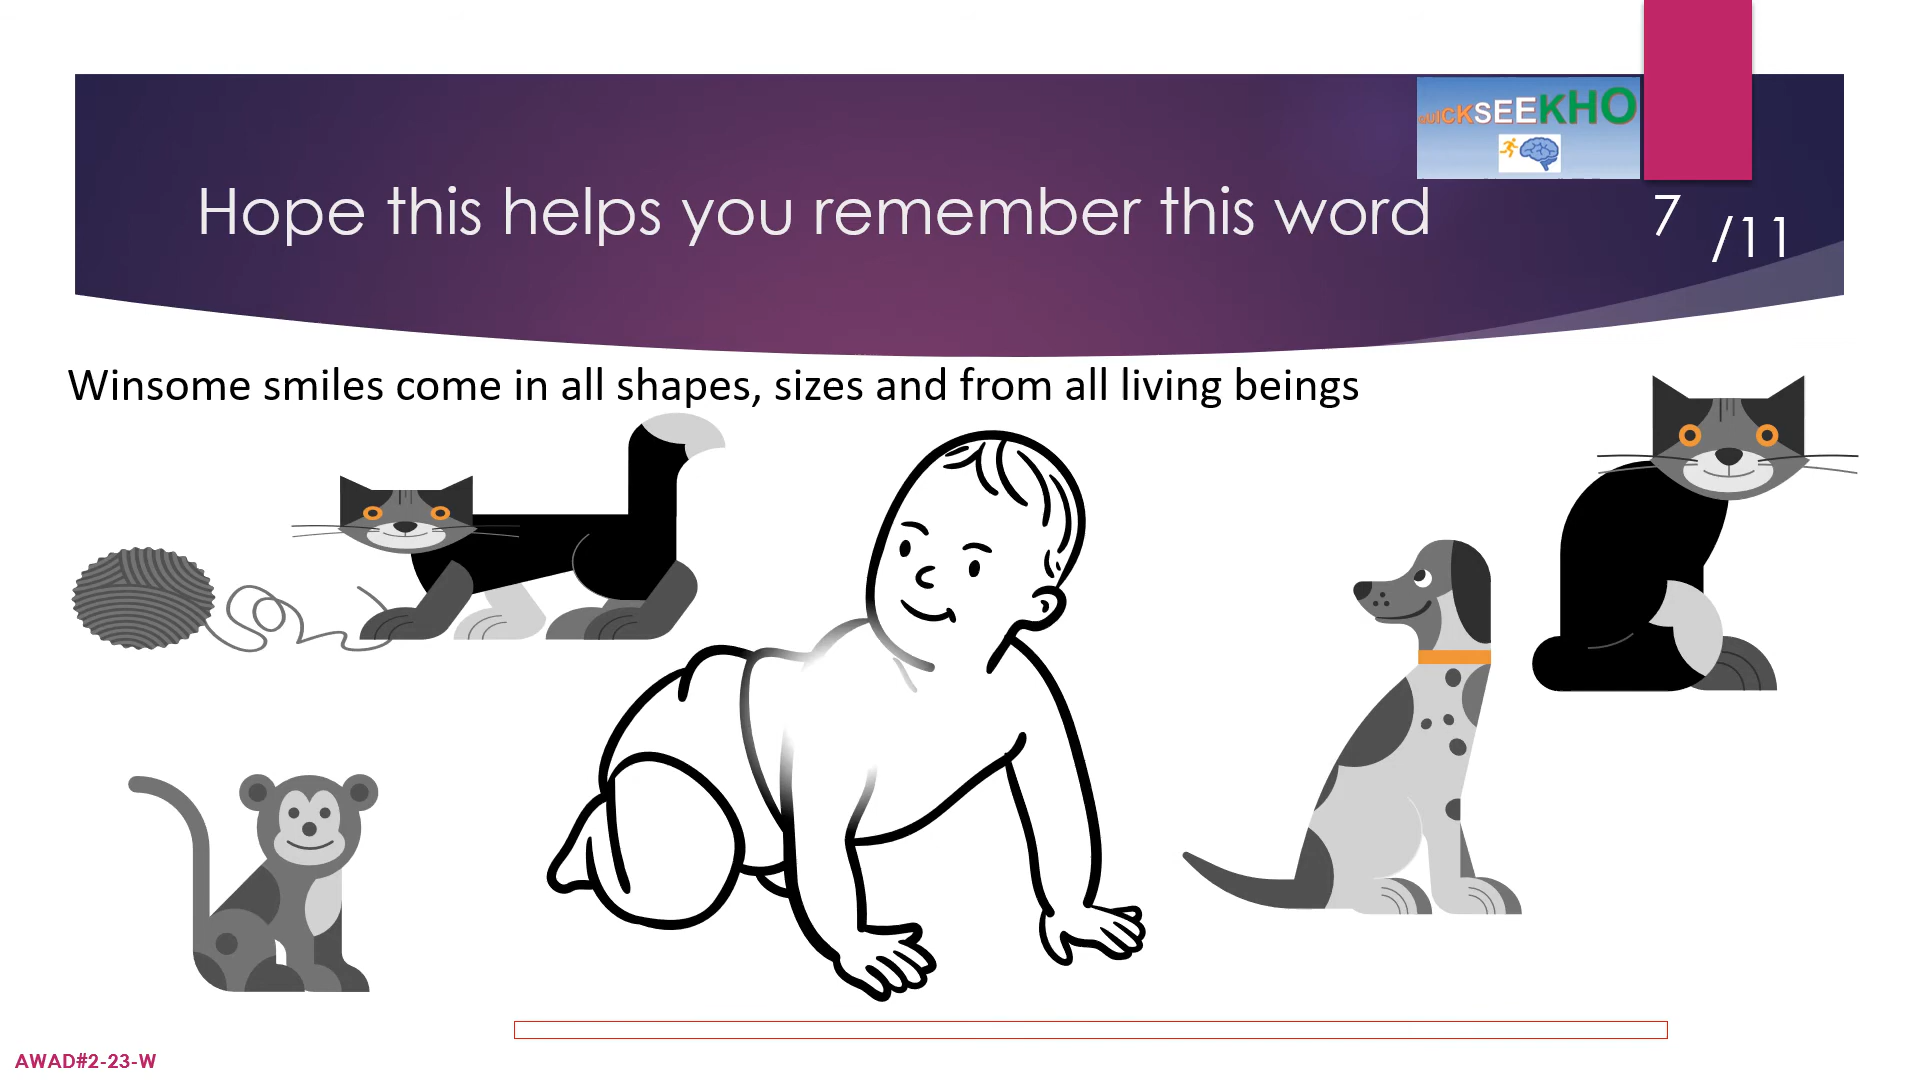 QUICKSEEKHO
Hope this helps you remember this word
7 /11
Winsome smiles come in all shapes, sizes and from all living beings
AWAD#2-23-W